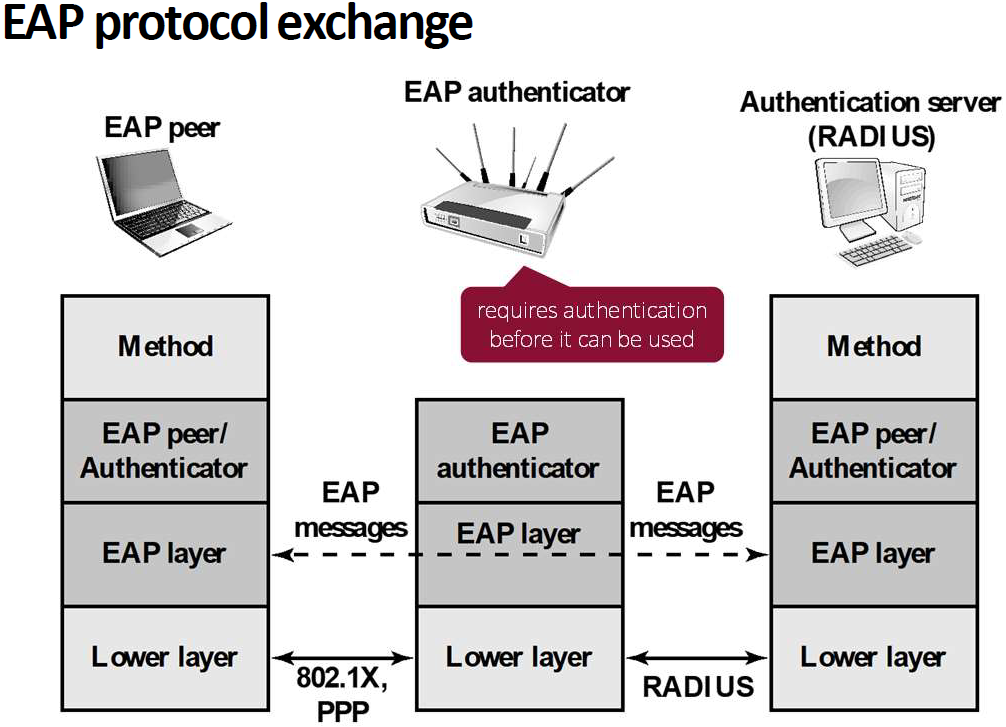 EAP protocol exchange
EAP peer
EAP authenticator
Authentication server
(RADIUS)
requires authentication
before it can be used
Method
Method
EAP peer/
Authenticator
EAP
authenticator
EAP peer/
Authenticator
EAP
messages
EAP
messages
EAP layer
EAP layer
EAP layer
Lower layer
Lower layer
Lower layer
802.1X,
PPP
RADIUS